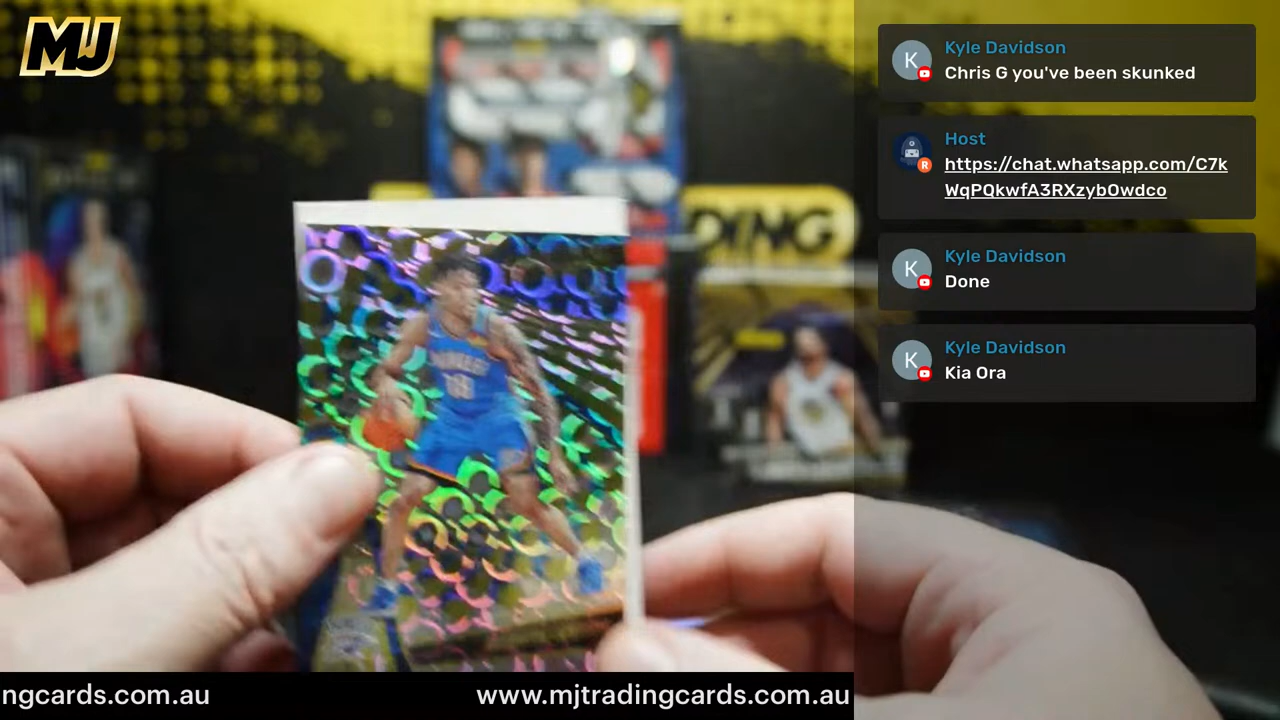 MJ
Kyle Davidson
Chris G you've been skunked
Host
https://chat.whatsapp.com/C7k
WqPQkwfA3RXzybOwdco
Kyle Davidson
Done
Kyle Davidson
Kia Ora
DING
ngcards.com.au
www.mjtradingcards.com.au